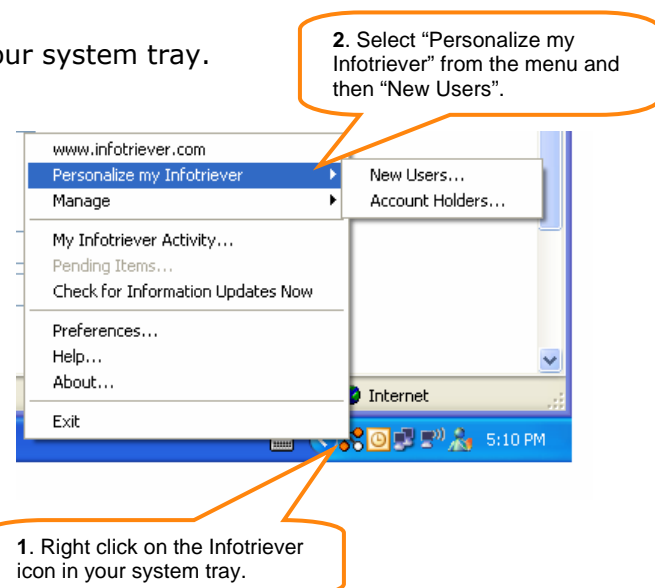 our system tray.
2. Select “Personalize my
Infotriever” from the menu and
then “New Users”.
www.infotriever.com
Personalize my Infotriever
New Users...
Manage
Account Holders...
My Infotriever Activity...
Pending Items...
Check for Information Updates Now
Preferences...
Help...
About...
Internet
Exit
5:10 PM
1. Right click on the Infotriever
icon in your system tray.